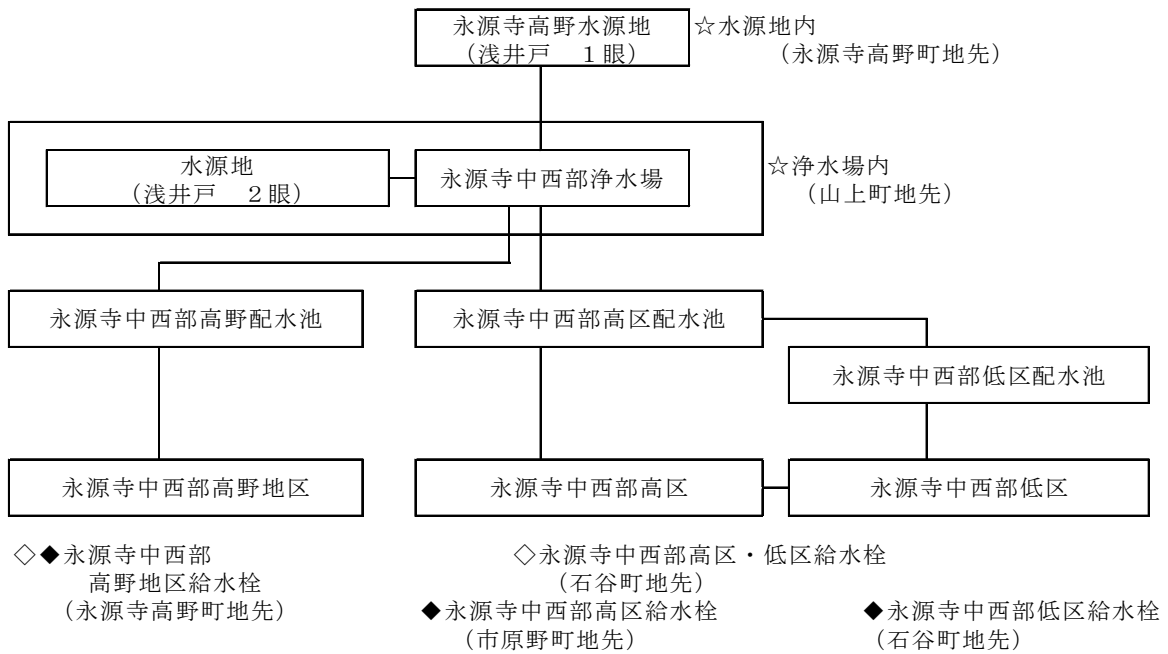 永源寺高野水源地
(浅井戸　１眼)
☆水源地内
(永源寺高野町地先)
水源地
(浅井戸　２眼)
永源寺中西部浄水場
☆浄水場内
(山上町地先)
永源寺中西部高野配水池
永源寺中西部高区配水池
永源寺中西部低区配水池
永源寺中西部高野地区
永源寺中西部高区
永源寺中西部低区
◇◆永源寺中西部
高野地区給水栓
(永源寺高野町地先)
◇永源寺中西部高区・低区給水栓
(石谷町地先)
◆永源寺中西部高区給水栓
(市原野町地先)
◆永源寺中西部低区給水栓
(石谷町地先)